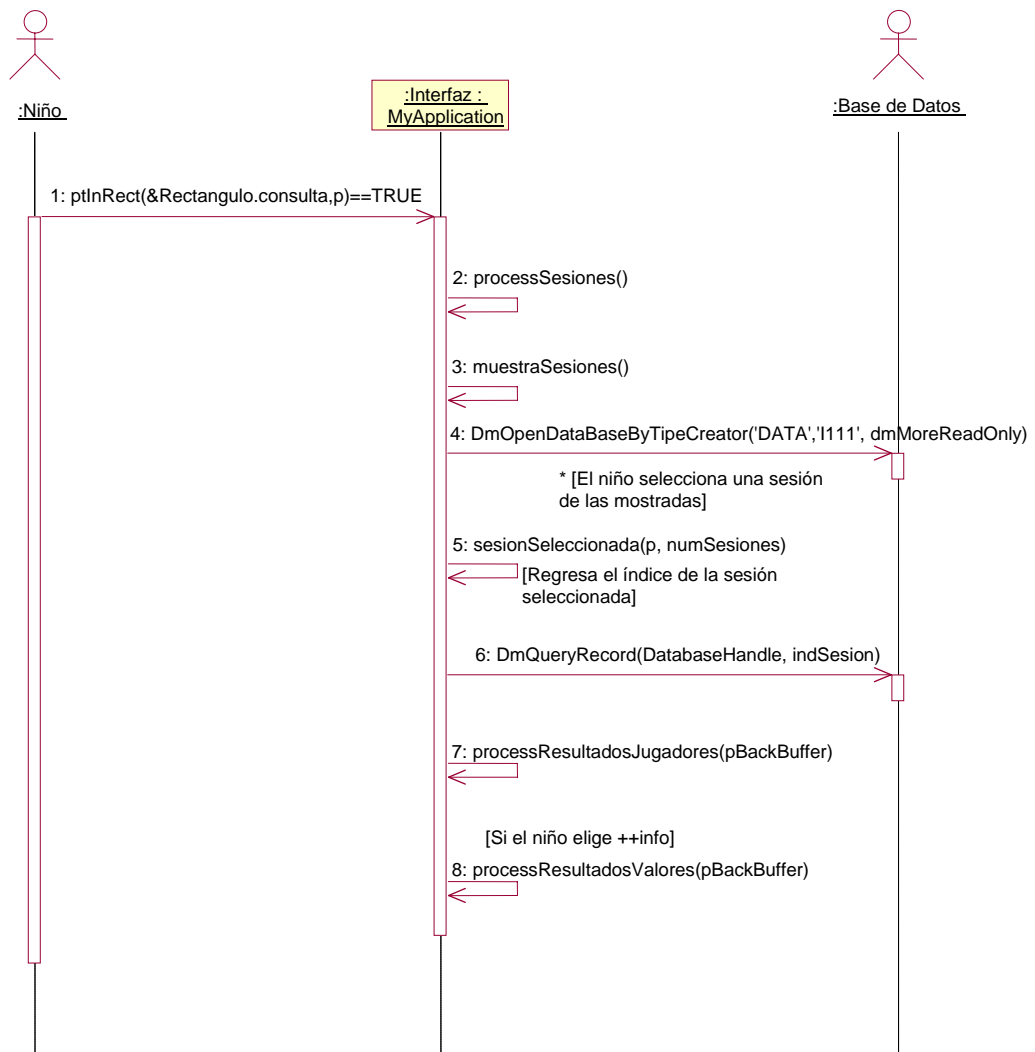 :Niño
:Interfaz :
MyApplication
:Base de Datos
1: ptInRect(&Rectangulo.consulta,p)==TRUE
2: processSesiones()
3: muestraSesiones()
4: DmOpenDataBaseByTipeCreator('DATA','I111', dmMoreReadOnly)
* [El niño selecciona una sesión
de las mostradas]
5: sesionSeleccionada(p, numSesiones)
[Regresa el índice de la sesión
seleccionada]
6: DmQueryRecord(DatabaseHandle, indSesion)
7: processResultadosJugadores(pBackBuffer)
[Si el niño elige ++info]
8: processResultadosValores(pBackBuffer)